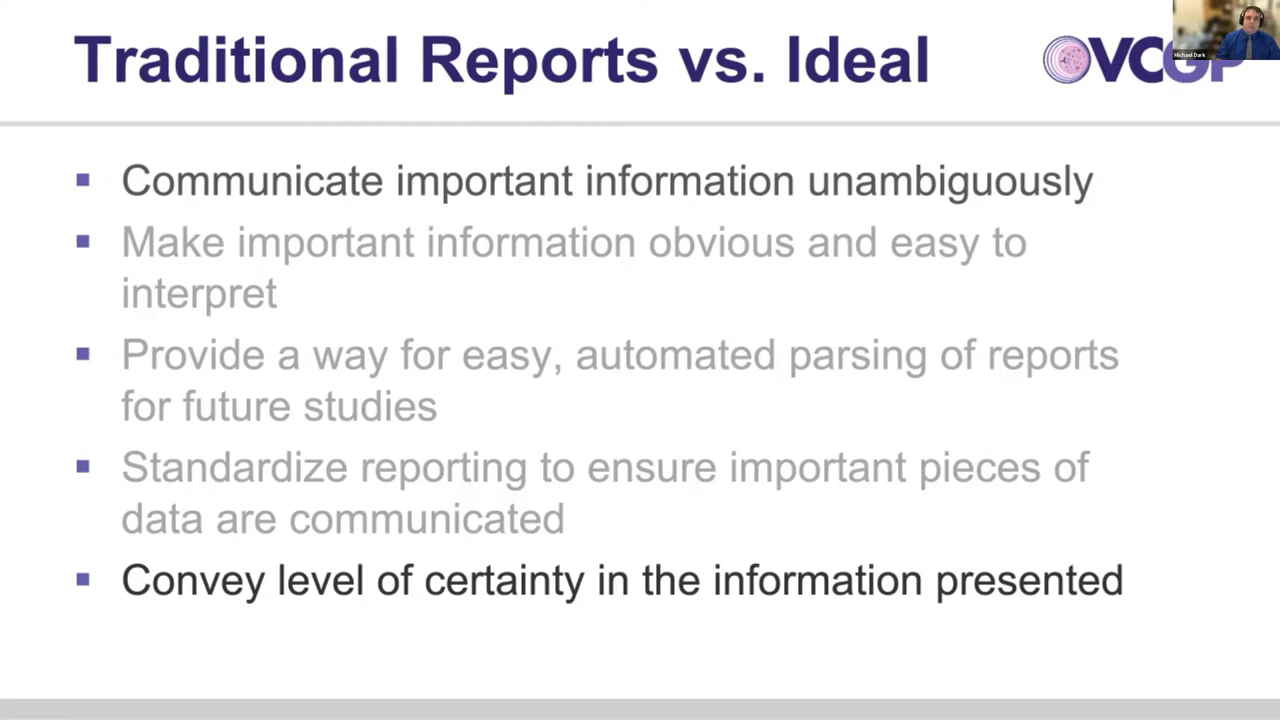 Traditional Reports vs. Ideal
Michael Dark
VCGP
▪ Communicate important information unambiguously
▪ Make important information obvious and easy to
interpret
▪ Provide a way for easy, automated parsing of reports
for future studies
▪ Standardize reporting to ensure important pieces of
data are communicated
▪ Convey level of certainty in the information presented